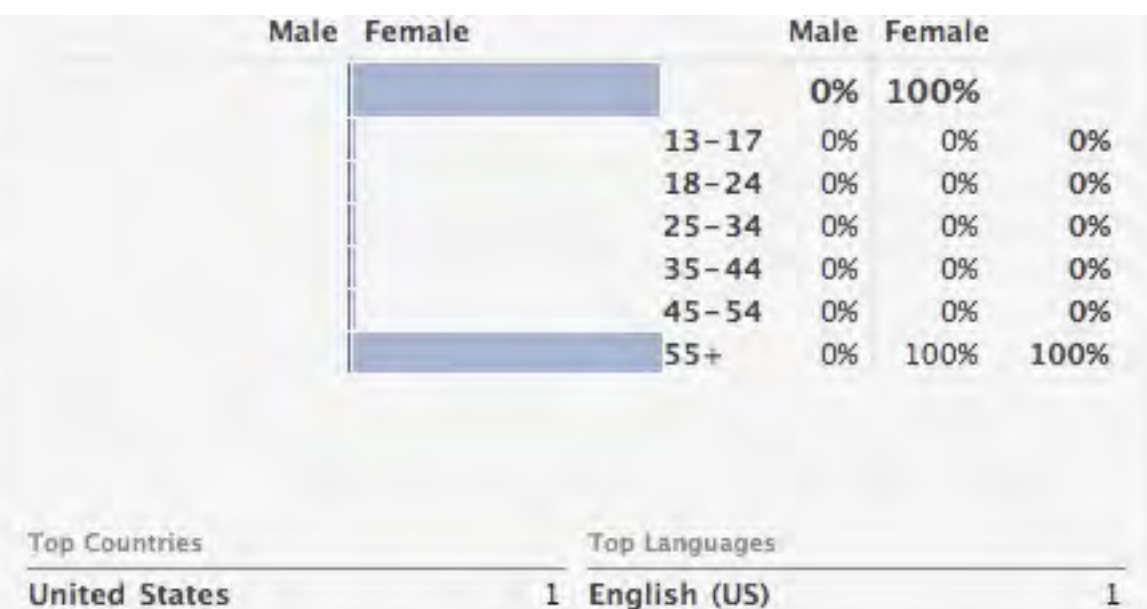 Male Female Male Female
0% 100%
13-17 0% 0% 0%
18-24 0% 0% 0%
25-34 0% 0% 0%
35-44 0% 0% 0%
45-54 0% 0% 0%
55+ 0% 100% 100%
Top Countries Top Languages
United States 1 English (US) 1